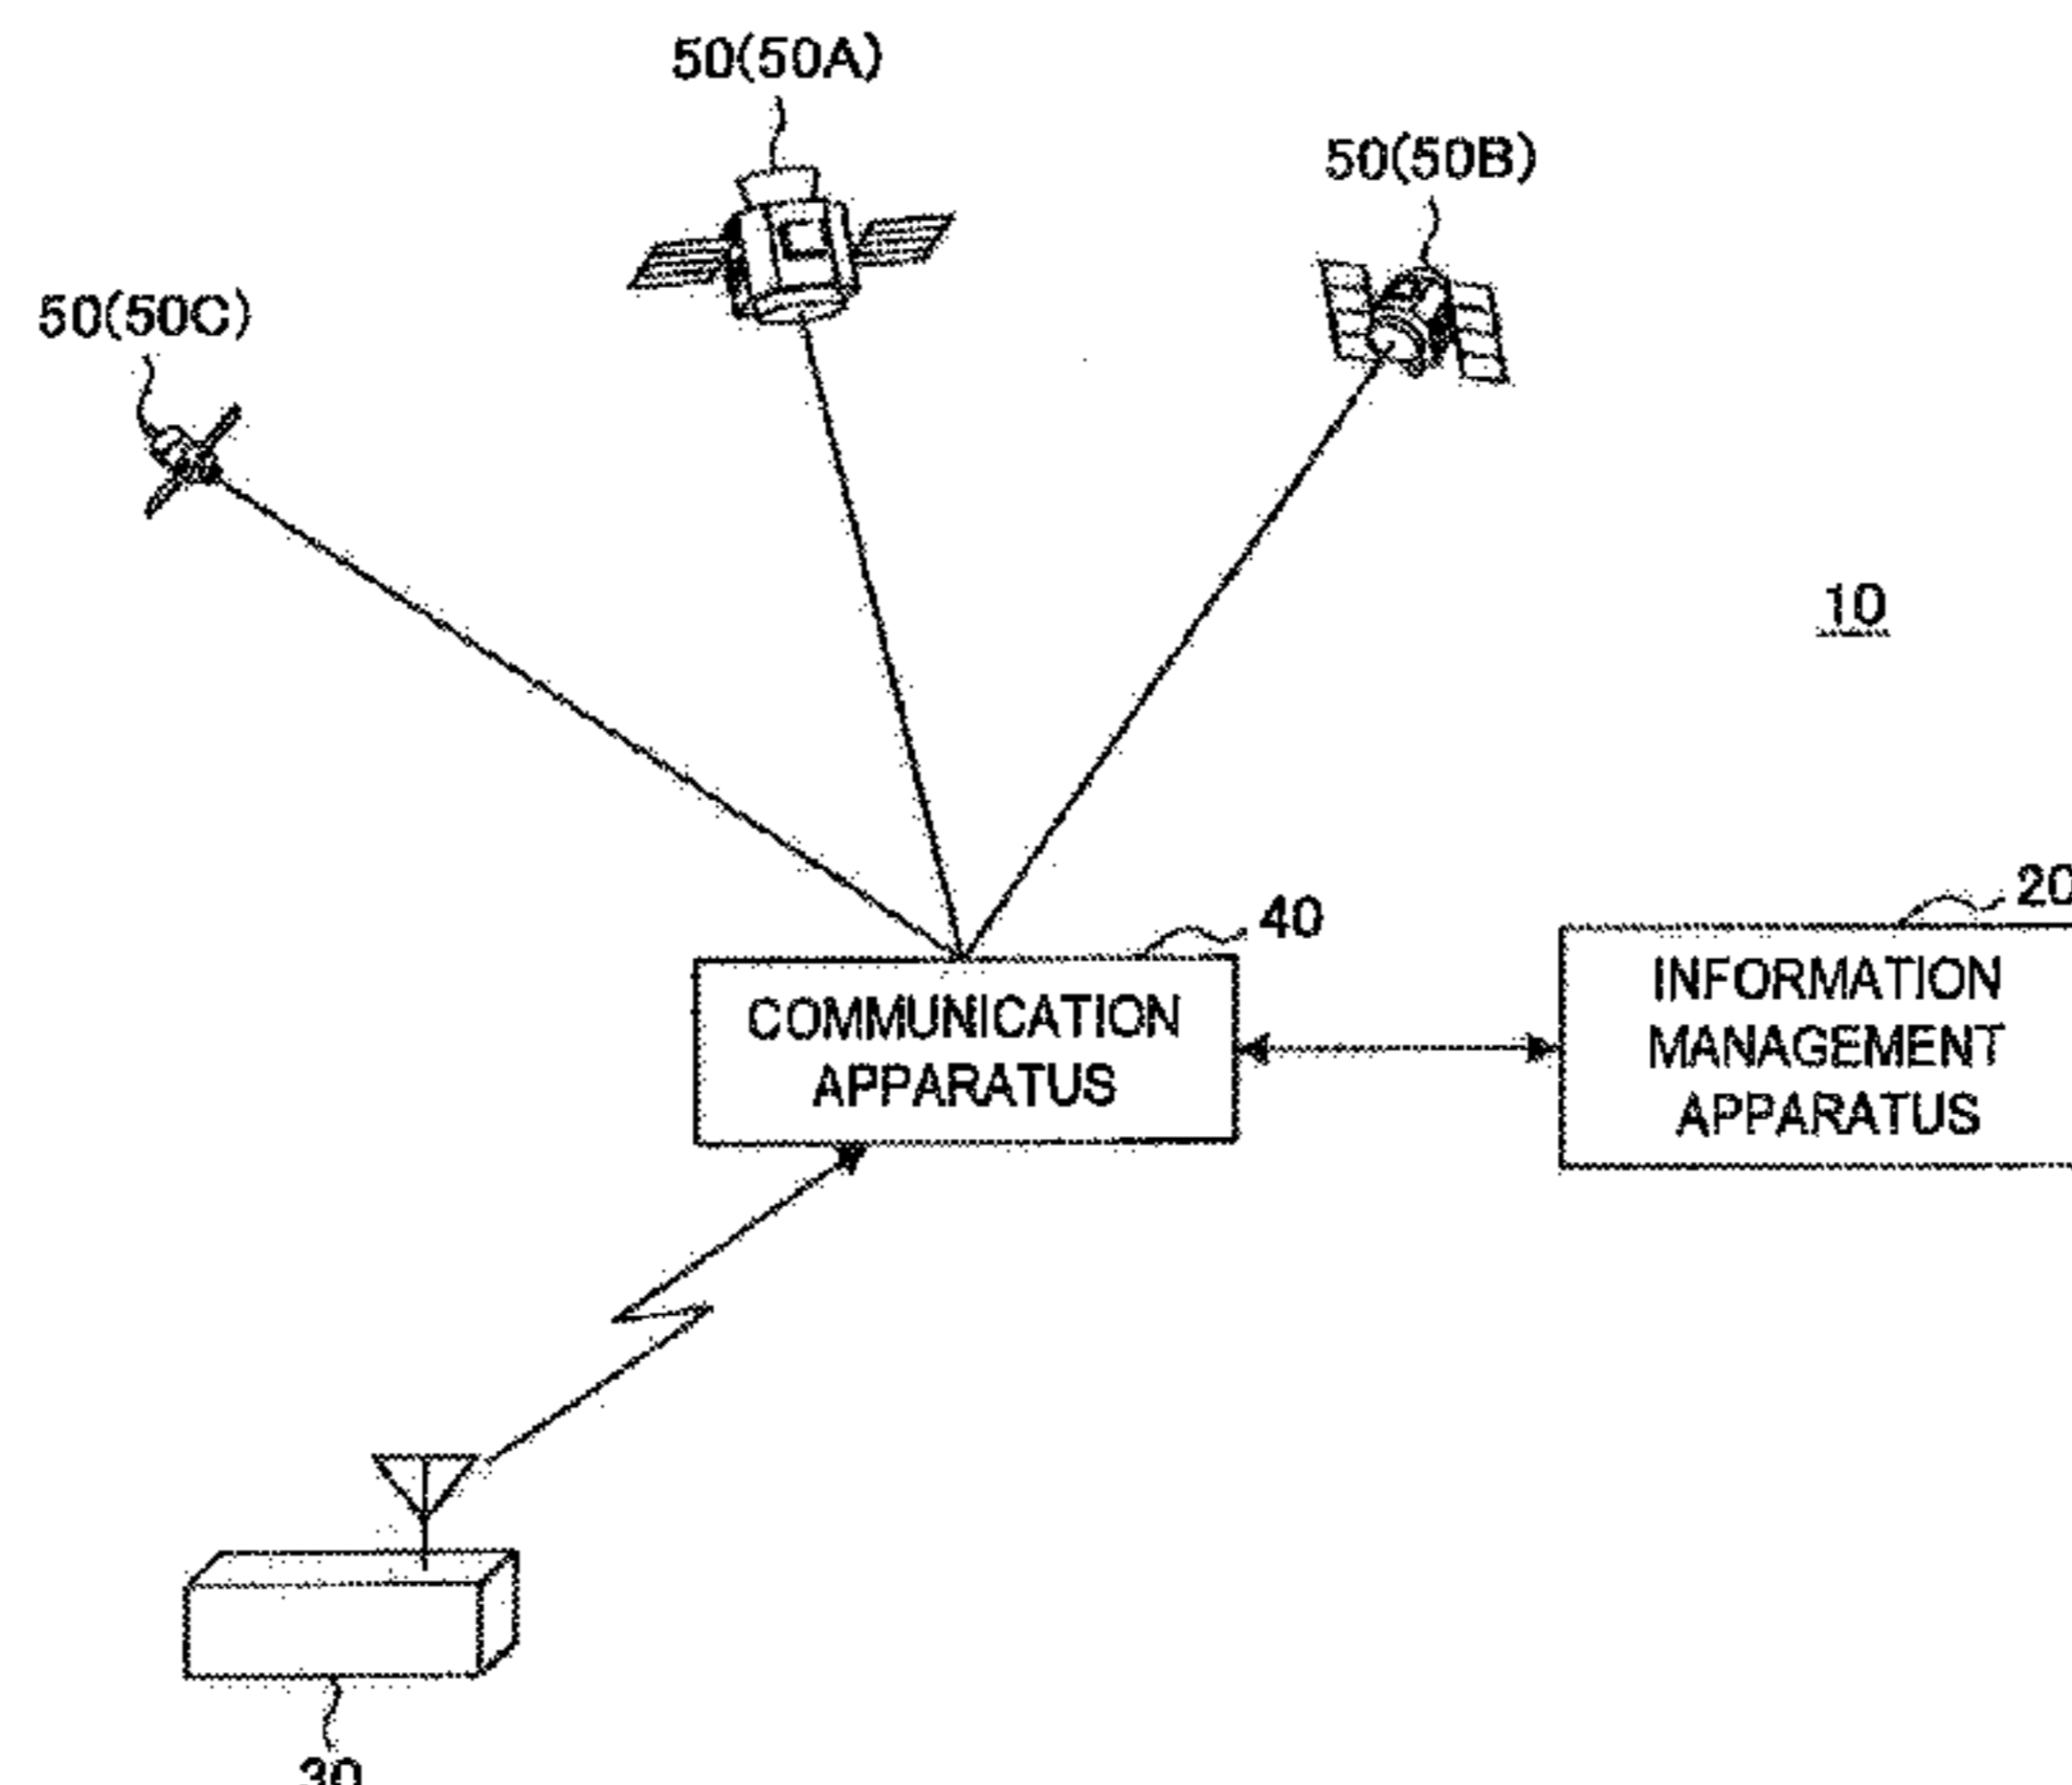 50(50A)
50(50B)
50(50C)
10
20
40
COMMUNICATION
APPARATUS
INFORMATION
MANAGEMENT
APPARATUS
30